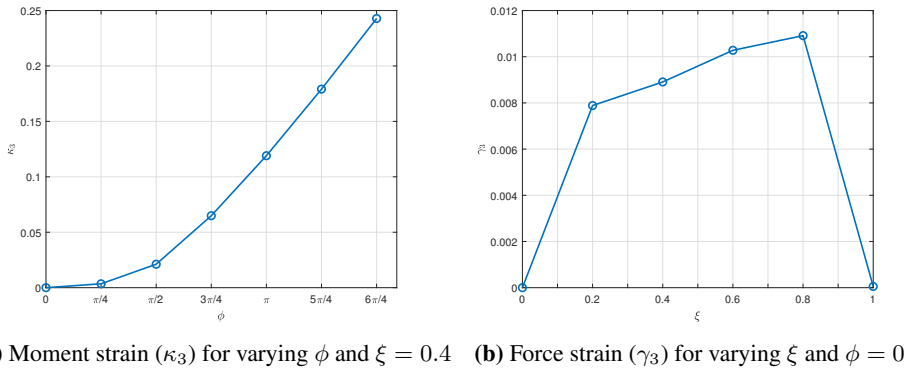 0.25
0.2
0.15
0.1
0.05
0
κ₃
0 π/4 π/2 3π/4 π 5π/4 6π/4
ϕ
0.012
0.01
0.008
0.006
0.004
0.002
0
γ₃
0 0.2 0.4 0.6 0.8 1
ξ
) Moment strain (κ₃) for varying ϕ and ξ = 0.4
(b) Force strain (γ₃) for varying ξ and ϕ = 0